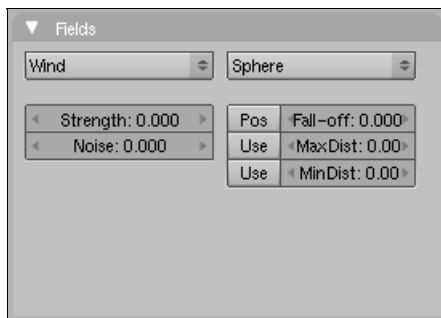 Fields
Wind Sphere
Strength: 0.000 Pos Fall-off: 0.000
Noise: 0.000 Use MaxDist: 0.00
Use MinDist: 0.00